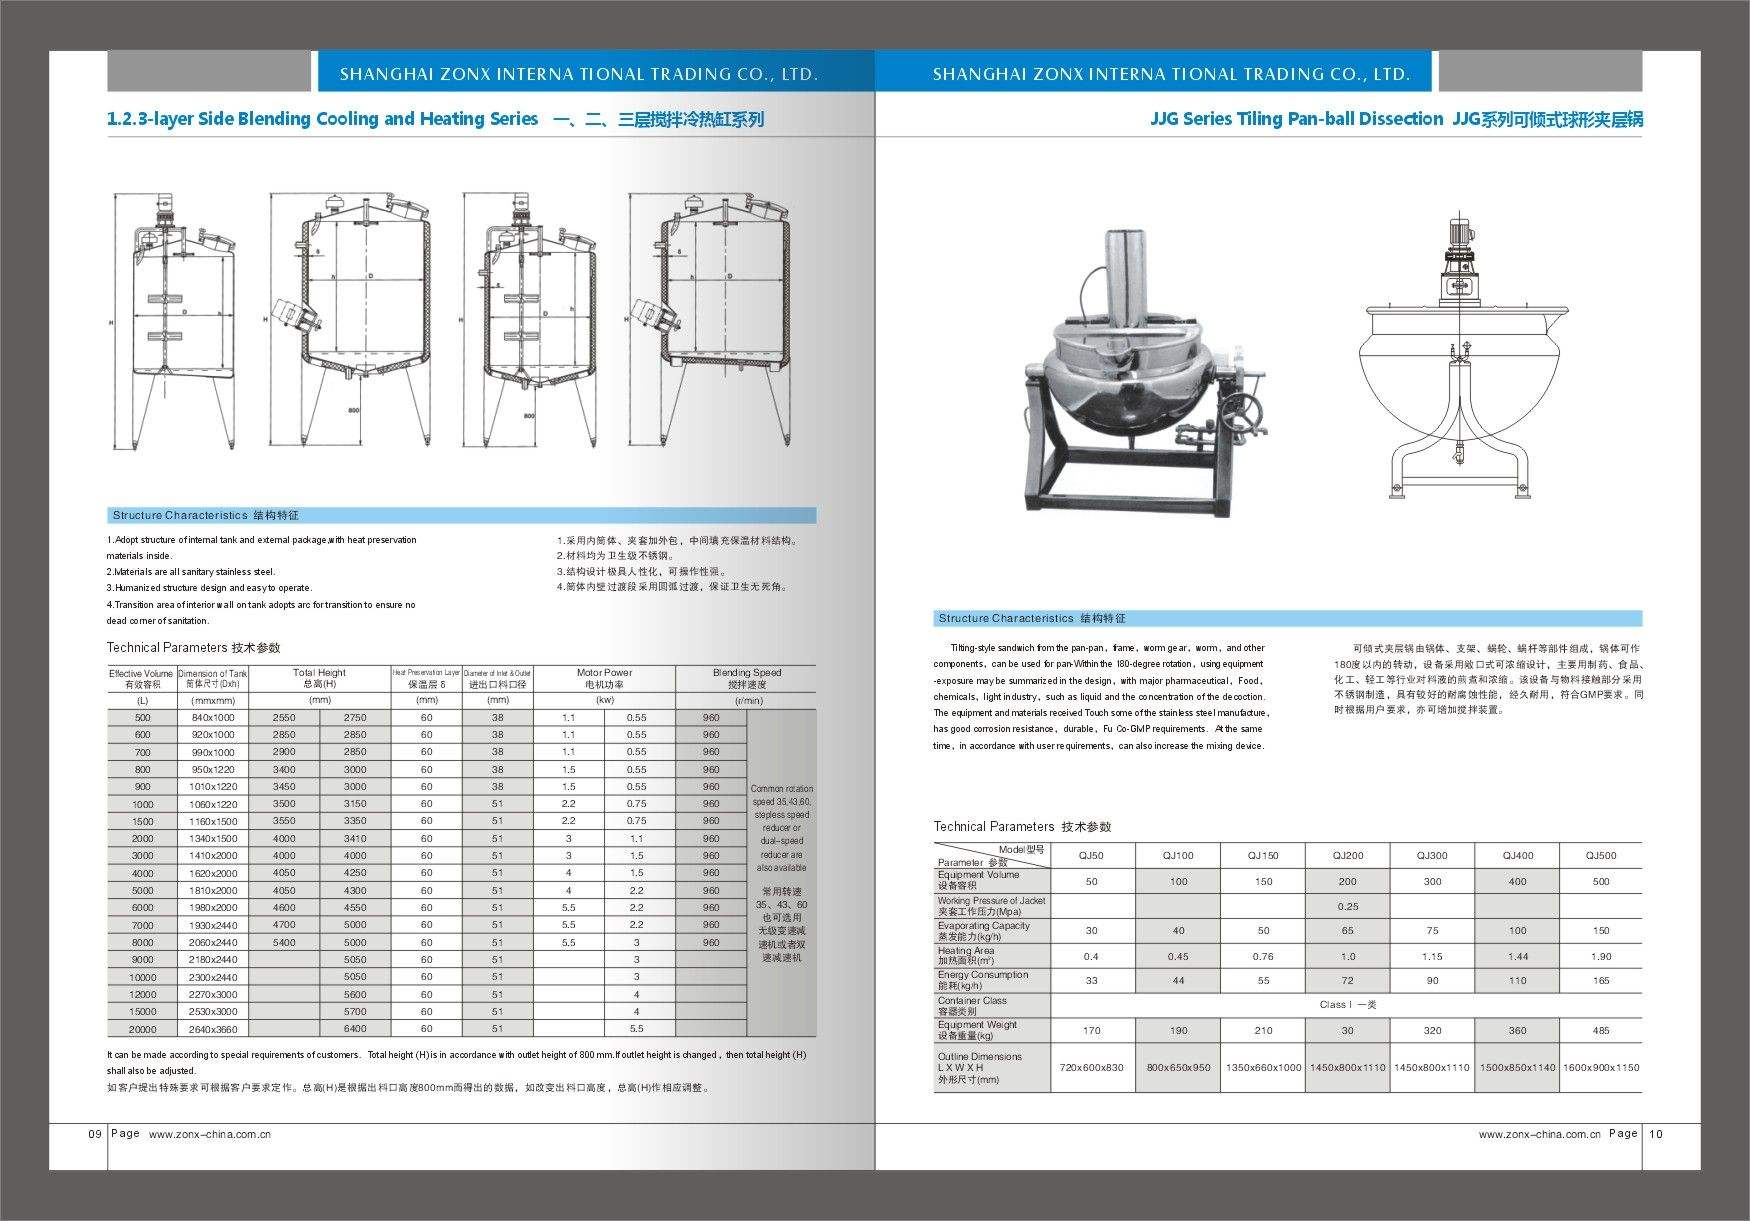 SHANGHAI ZONX INTERNA TIONAL TRADING CO., LTD.
1.2.3-layer Side Blending Cooling and Heating Series 一、二、三层搅拌冷热缸系列
H
D
h
H
δ
h
D
800
H
δ
D
h
800
H
δ
h
D
Structure Characteristics 结构特征
1.Adopt structure of internal tank and external package,with heat preservation
materials inside.
2.Materials are all sanitary stainless steel.
3.Humanized structure design and easy to operate.
4.Transition area of interior wall on tank adopts arc for transition to ensure no
dead corner of sanitation.
1.采用内筒体、夹套加外包，中间填充保温材料结构。
2.材料均为卫生级不锈钢。
3.结构设计极具人性化，可操作性强。
4.筒体内壁过渡段采用圆弧过渡，保证卫生无死角。
Technical Parameters 技术参数
Effective Volume Dimension of Tank Total Height Heat Preservation Layer Diameter of Inlet & Outlet Motor Power Blending Speed
有效容积 筒体尺寸(Dxh) 总高(H) 保温层 δ 进出口料口径 电机功率 搅拌速度
(L) (mmxmm) (mm) (mm) (mm) (kw) (r/min)
500 840x1000 2550 2750 60 38 1.1 0.55 960
600 920x1000 2850 2850 60 38 1.1 0.55 960
700 990x1000 2900 2850 60 38 1.1 0.55 960
800 950x1220 3400 3000 60 38 1.5 0.55 960
900 1010x1220 3450 3000 60 38 1.5 0.55 960
1000 1060x1220 3500 3150 60 51 2.2 0.75 960
1500 1160x1500 3550 3350 60 51 2.2 0.75 960
2000 1340x1500 4000 3410 60 51 3 1.1 960
3000 1410x2000 4000 4000 60 51 3 1.5 960
4000 1620x2000 4050 4250 60 51 4 1.5 960
5000 1810x2000 4050 4300 60 51 4 2.2 960
6000 1980x2000 4600 4550 60 51 5.5 2.2 960
7000 1930x2440 4700 5000 60 51 5.5 2.2 960
8000 2060x2440 5400 5000 60 51 5.5 3 960
9000 2180x2440 5050 60 51 3
10000 2300x2440 5050 60 51 3
12000 2270x3000 5600 60 51 4
15000 2530x3000 5700 60 51 4
20000 2640x3660 6400 60 51 5.5
Common rotation
speed 35,43,60,
stepless speed
reducer or
dual-speed
reducer are
also available
常用转速
35、43、60
也可选用
无级变速减
速机或者双
速减速机
It can be made according to special requirements of customers. Total height (H) is in accordance with outlet height of 800 mm.If outlet height is changed, then total height (H)
shall also be adjusted.
如客户提出特殊要求可根据客户要求定作。总高(H)是根据出料口高度800mm而得出的数据，如改变出料口高度，总高(H)作相应调整。
09 Page www.zonx-china.com.cn
SHANGHAI ZONX INTERNA TIONAL TRADING CO., LTD.
JJG Series Tiling Pan-ball Dissection JJG系列可倾式球形夹层锅
Structure Characteristics 结构特征
Tilting-style sandwich from the pan-pan, frame, worm gear, worm, and other
components, can be used for pan-Within the 180-degree rotation, using equipment
-exposure may be summarized in the design, with major pharmaceutical, Food,
chemicals, light industry, such as liquid and the concentration of the decoction.
The equipment and materials received Touch some of the stainless steel manufacture,
has good corrosion resistance, durable, Fu Co-GMP requirements. At the same
time, in accordance with user requirements, can also increase the mixing device.
可倾式夹层锅由锅体、支架、蜗轮、蜗杆等部件组成，锅体可作
180度以内的转动，设备采用敞口式可浓缩设计，主要用制药、食品、
化工、轻工等行业对料液的煎煮和浓缩。该设备与物料接触部分采用
不锈钢制造，具有较好的耐腐蚀性能，经久耐用，符合GMP要求。同
时根据用户要求，亦可增加搅拌装置。
Technical Parameters 技术参数
Model型号
Parameter 参数
QJ50 QJ100 QJ150 QJ200 QJ300 QJ400 QJ500
Equipment Volume
设备容积
50 100 150 200 300 400 500
Working Pressure of Jacket
夹套工作压力(Mpa)
0.25
Evaporating Capacity
蒸发能力(kg/h)
30 40 50 65 75 100 150
Heating Area
加热面积(m²)
0.4 0.45 0.76 1.0 1.15 1.44 1.90
Energy Consumption
能耗(kg/h)
33 44 55 72 90 110 165
Container Class
容器类别
Class I 一类
Equipment Weight
设备重量(kg)
170 190 210 30 320 360 485
Outline Dimensions
L X W X H
外形尺寸(mm)
720x600x830 800x650x950 1350x660x1000 1450x800x1110 1450x800x1110 1500x850x1140 1600x900x1150
www.zonx-china.com.cn Page 10